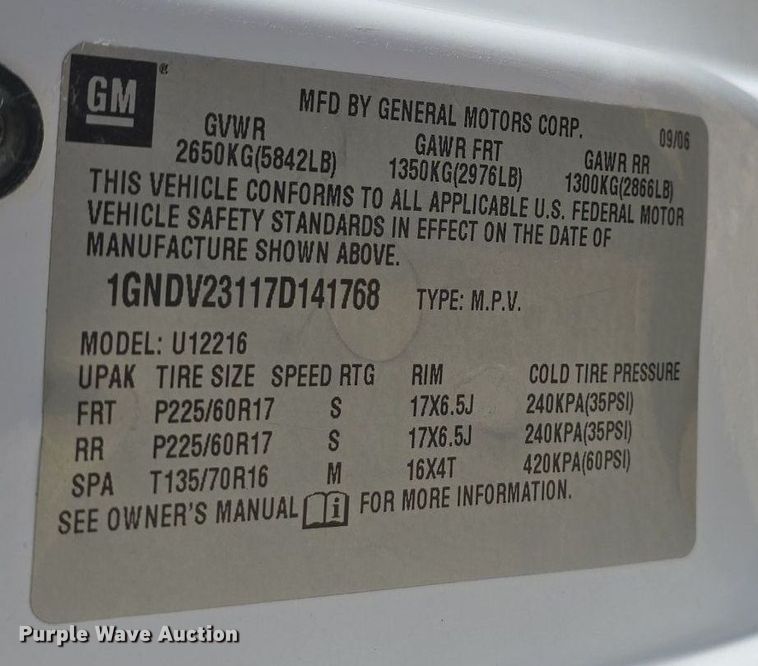 GM®
MFD BY GENERAL MOTORS CORP. 09/06
GVWR GAWR FRT GAWR RR
2650KG(5842LB) 1350KG(2976LB) 1300KG(2866LB)
THIS VEHICLE CONFORMS TO ALL APPLICABLE U.S. FEDERAL MOTOR
VEHICLE SAFETY STANDARDS IN EFFECT ON THE DATE OF
MANUFACTURE SHOWN ABOVE.
1GNDV23117D141768 TYPE: M.P.V.
MODEL: U12216
UPAK TIRE SIZE SPEED RTG RIM COLD TIRE PRESSURE
FRT P225/60R17 S 17X6.5J 240KPA(35PSI)
RR P225/60R17 S 17X6.5J 240KPA(35PSI)
SPA T135/70R16 M 16X4T 420KPA(60PSI)
SEE OWNER'S MANUAL i FOR MORE INFORMATION.
Purple Wave Auction